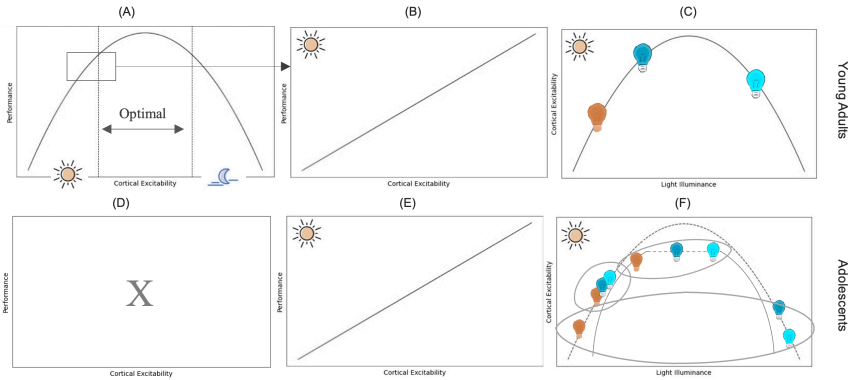 (A)
(B)
(C)
Performance
Optimal
Cortical Excitability
Performance
Cortical Excitability
Cortical Excitability
Light Illuminance
Young Adults
(D)
(E)
(F)
Performance
X
Cortical Excitability
Performance
Cortical Excitability
Cortical Excitability
Light Illuminance
Adolescents